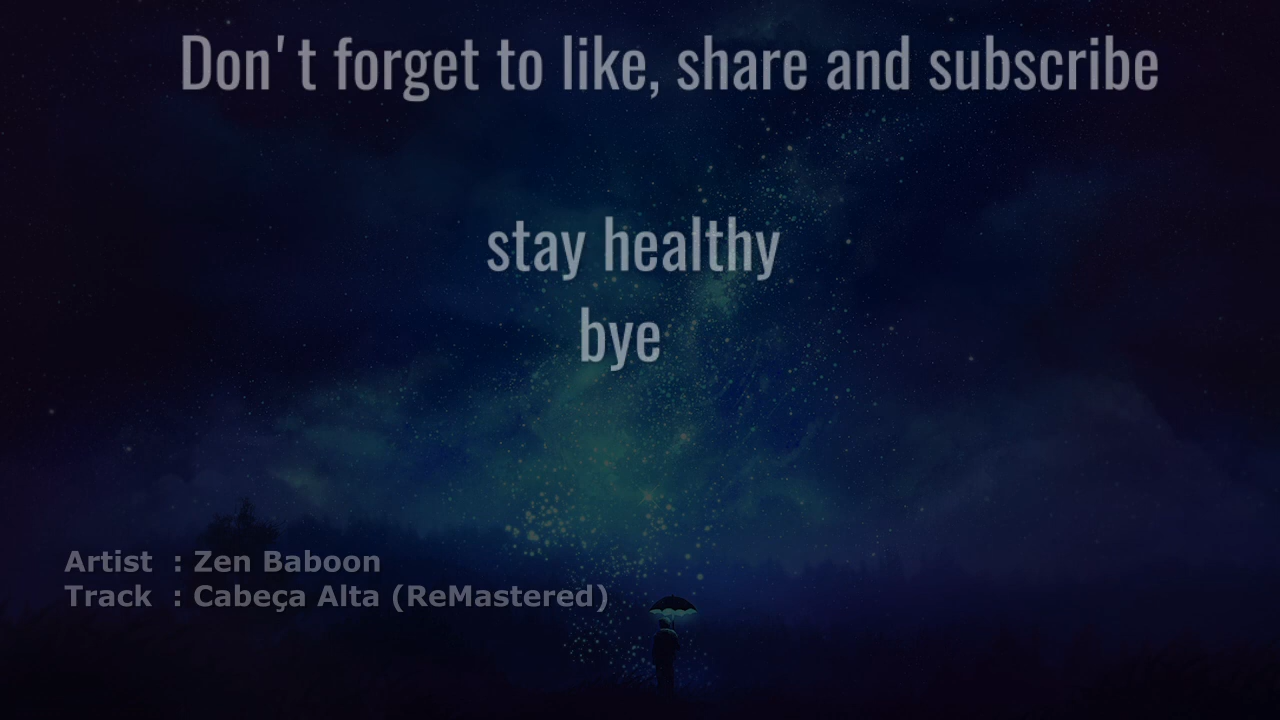 Don't forget to like, share and subscribe
stay healthy
bye
Artist : Zen Baboon
Track : Cabeça Alta (ReMastered)